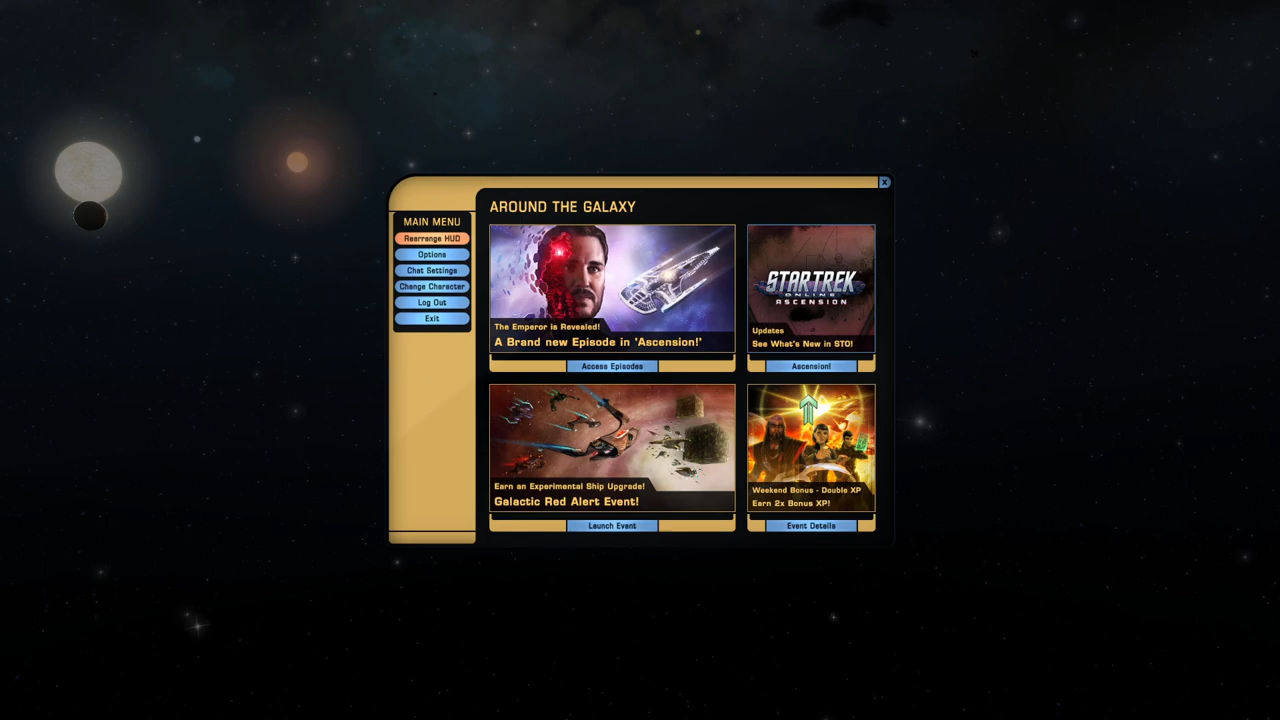 X
AROUND THE GALAXY
MAIN MENU
Rearrange HUD
Options
Chat Settings
Change Character
Log Out
Exit
The Emperor is Revealed!
A Brand new Episode in 'Ascension!'
Access Episodes
STAR TREK
ONLINE
ASCENSION
Updates
See What's New in STO!
Ascension!
Earn an Experimental Ship Upgrade!
Galactic Red Alert Event!
Launch Event
Weekend Bonus - Double XP
Earn 2x Bonus XP!
Event Details